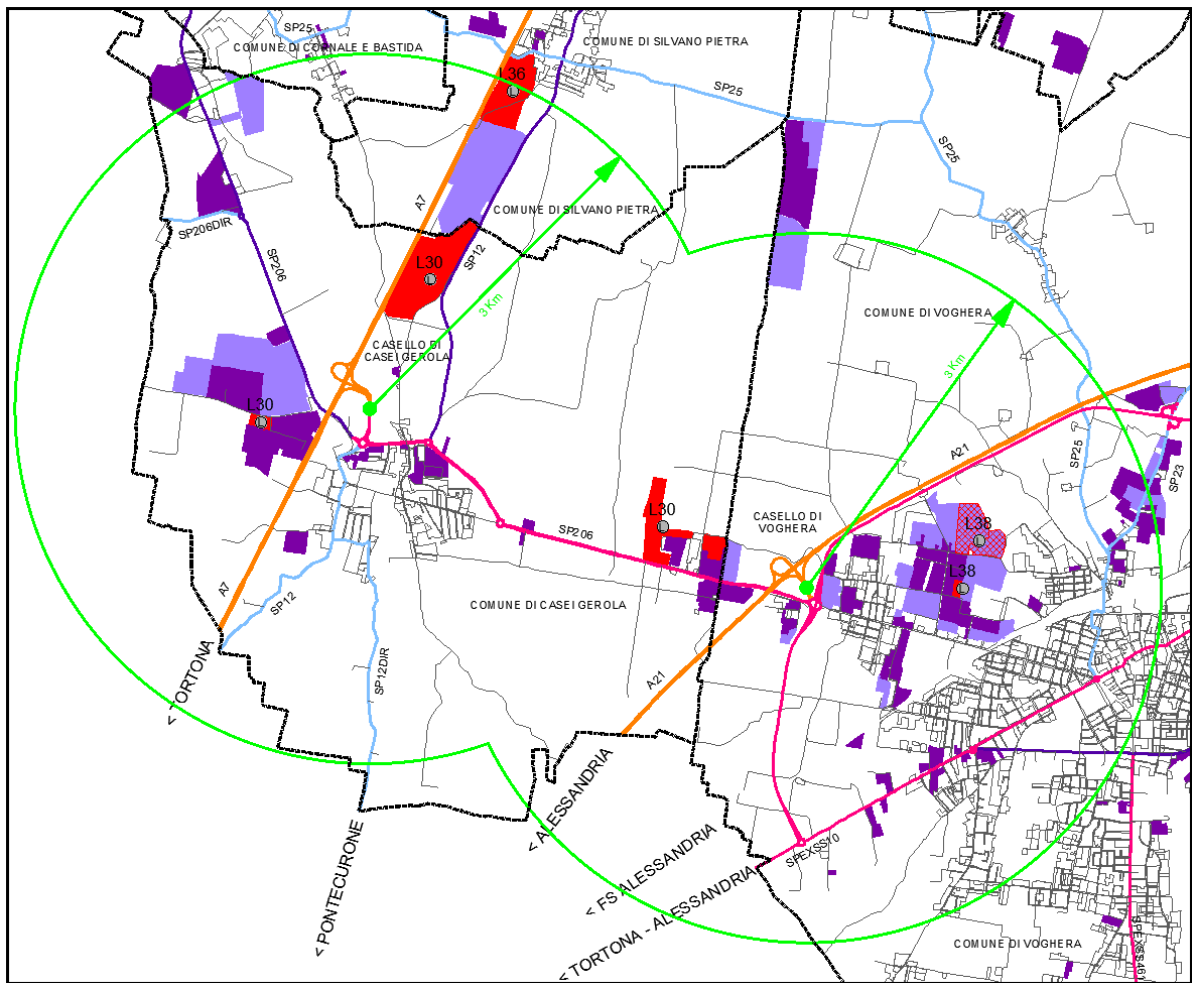 SP25
COMUNE DI CORNALE E BASTIDA
COMUNE DI SILVANO PIETRA
L36
SP25
SP25
A7
COMUNE DI SILVANO PIETRA
SP206DIR
SP206
SP12
L30
3 Km
COMUNE DI VOGHERA
CASELLO DI
CASEI GEROLA
3 Km
L30
A21
SP25
SP23
L30
CASELLO DI
VOGHERA
L38
SP206
L38
A7
SP12
COMUNE DI CASEI GEROLA
SP12DIR
A21
< TORTONA
< ALESSANDRIA
< PONTECURONE
< FS ALESSANDRIA
SPEXSS10
< TORTONA - ALESSANDRIA
COMUNE DI VOGHERA
SPEXSS461